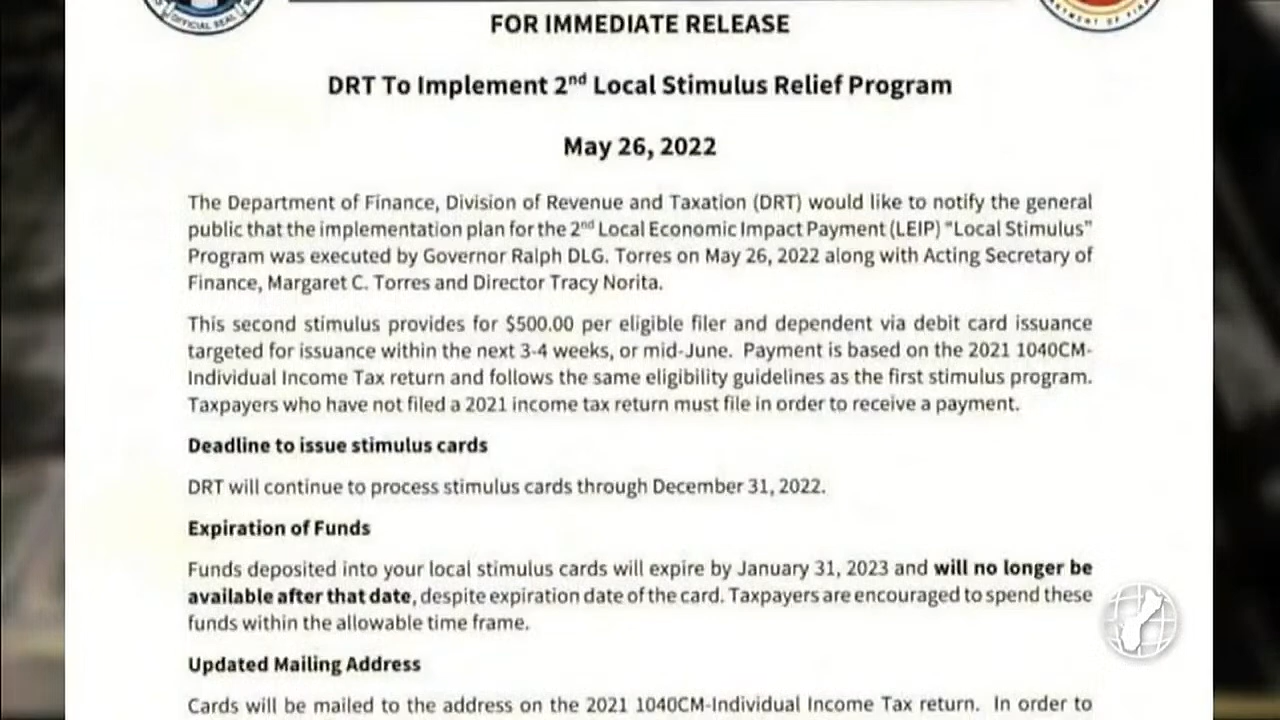 OFFICIAL SEAL
FOR IMMEDIATE RELEASE
DRT To Implement 2nd Local Stimulus Relief Program
May 26, 2022
The Department of Finance, Division of Revenue and Taxation (DRT) would like to notify the general
public that the implementation plan for the 2nd Local Economic Impact Payment (LEIP) "Local Stimulus"
Program was executed by Governor Ralph DLG. Torres on May 26, 2022 along with Acting Secretary of
Finance, Margaret C. Torres and Director Tracy Norita.
This second stimulus provides for $500.00 per eligible filer and dependent via debit card issuance
targeted for issuance within the next 3-4 weeks, or mid-June. Payment is based on the 2021 1040CM-
Individual Income Tax return and follows the same eligibility guidelines as the first stimulus program.
Taxpayers who have not filed a 2021 income tax return must file in order to receive a payment.
Deadline to issue stimulus cards
DRT will continue to process stimulus cards through December 31, 2022.
Expiration of Funds
Funds deposited into your local stimulus cards will expire by January 31, 2023 and will no longer be
available after that date, despite expiration date of the card. Taxpayers are encouraged to spend these
funds within the allowable time frame.
Updated Mailing Address
Cards will be mailed to the address on the 2021 1040CM-Individual Income Tax return. In order to